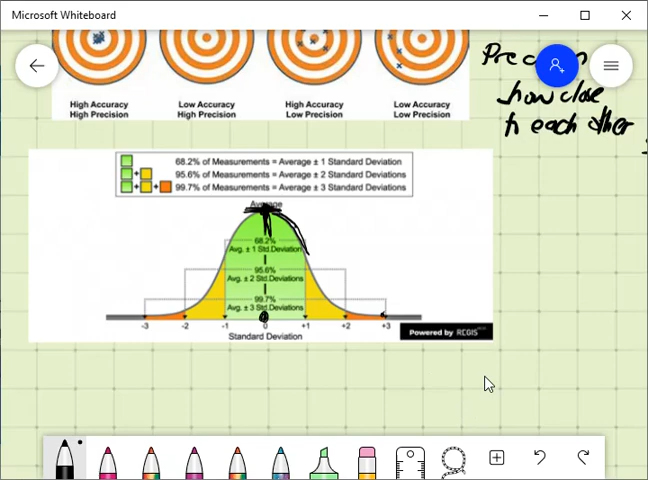 Microsoft Whiteboard
High Accuracy
High Precision
Low Accuracy
High Precision
High Accuracy
Low Precision
Low Accuracy
Low Precision
how close
to each other
68.2% of Measurements = Average ± 1 Standard Deviation
+ 95.6% of Measurements = Average ± 2 Standard Deviations
+ + 99.7% of Measurements = Average ± 3 Standard Deviations
Average
68.2%
Avg. ± 1 Std.Deviation
95.6%
Avg. ± 2 Std.Deviations
99.7%
Avg. ± 3 Std.Deviations
-3 -2 -1 0 +1 +2 +3
Standard Deviation
Powered by REGIS